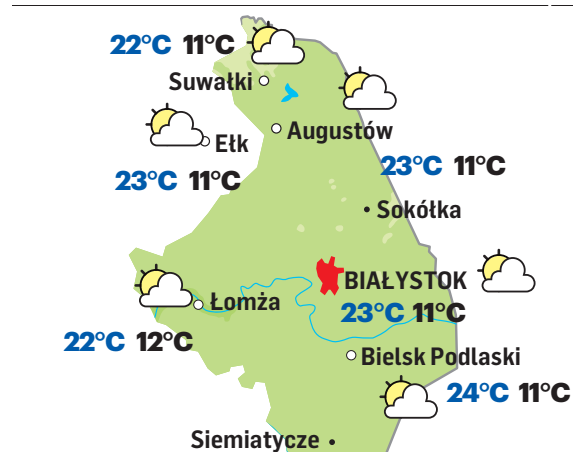 22°C 11°C
Suwałki
Augustów
Ełk
23°C 11°C
23°C 11°C
Sokółka
BIAŁYSTOK
Łomża
23°C 11°C
22°C 12°C
Bielsk Podlaski
24°C 11°C
Siemiatycze